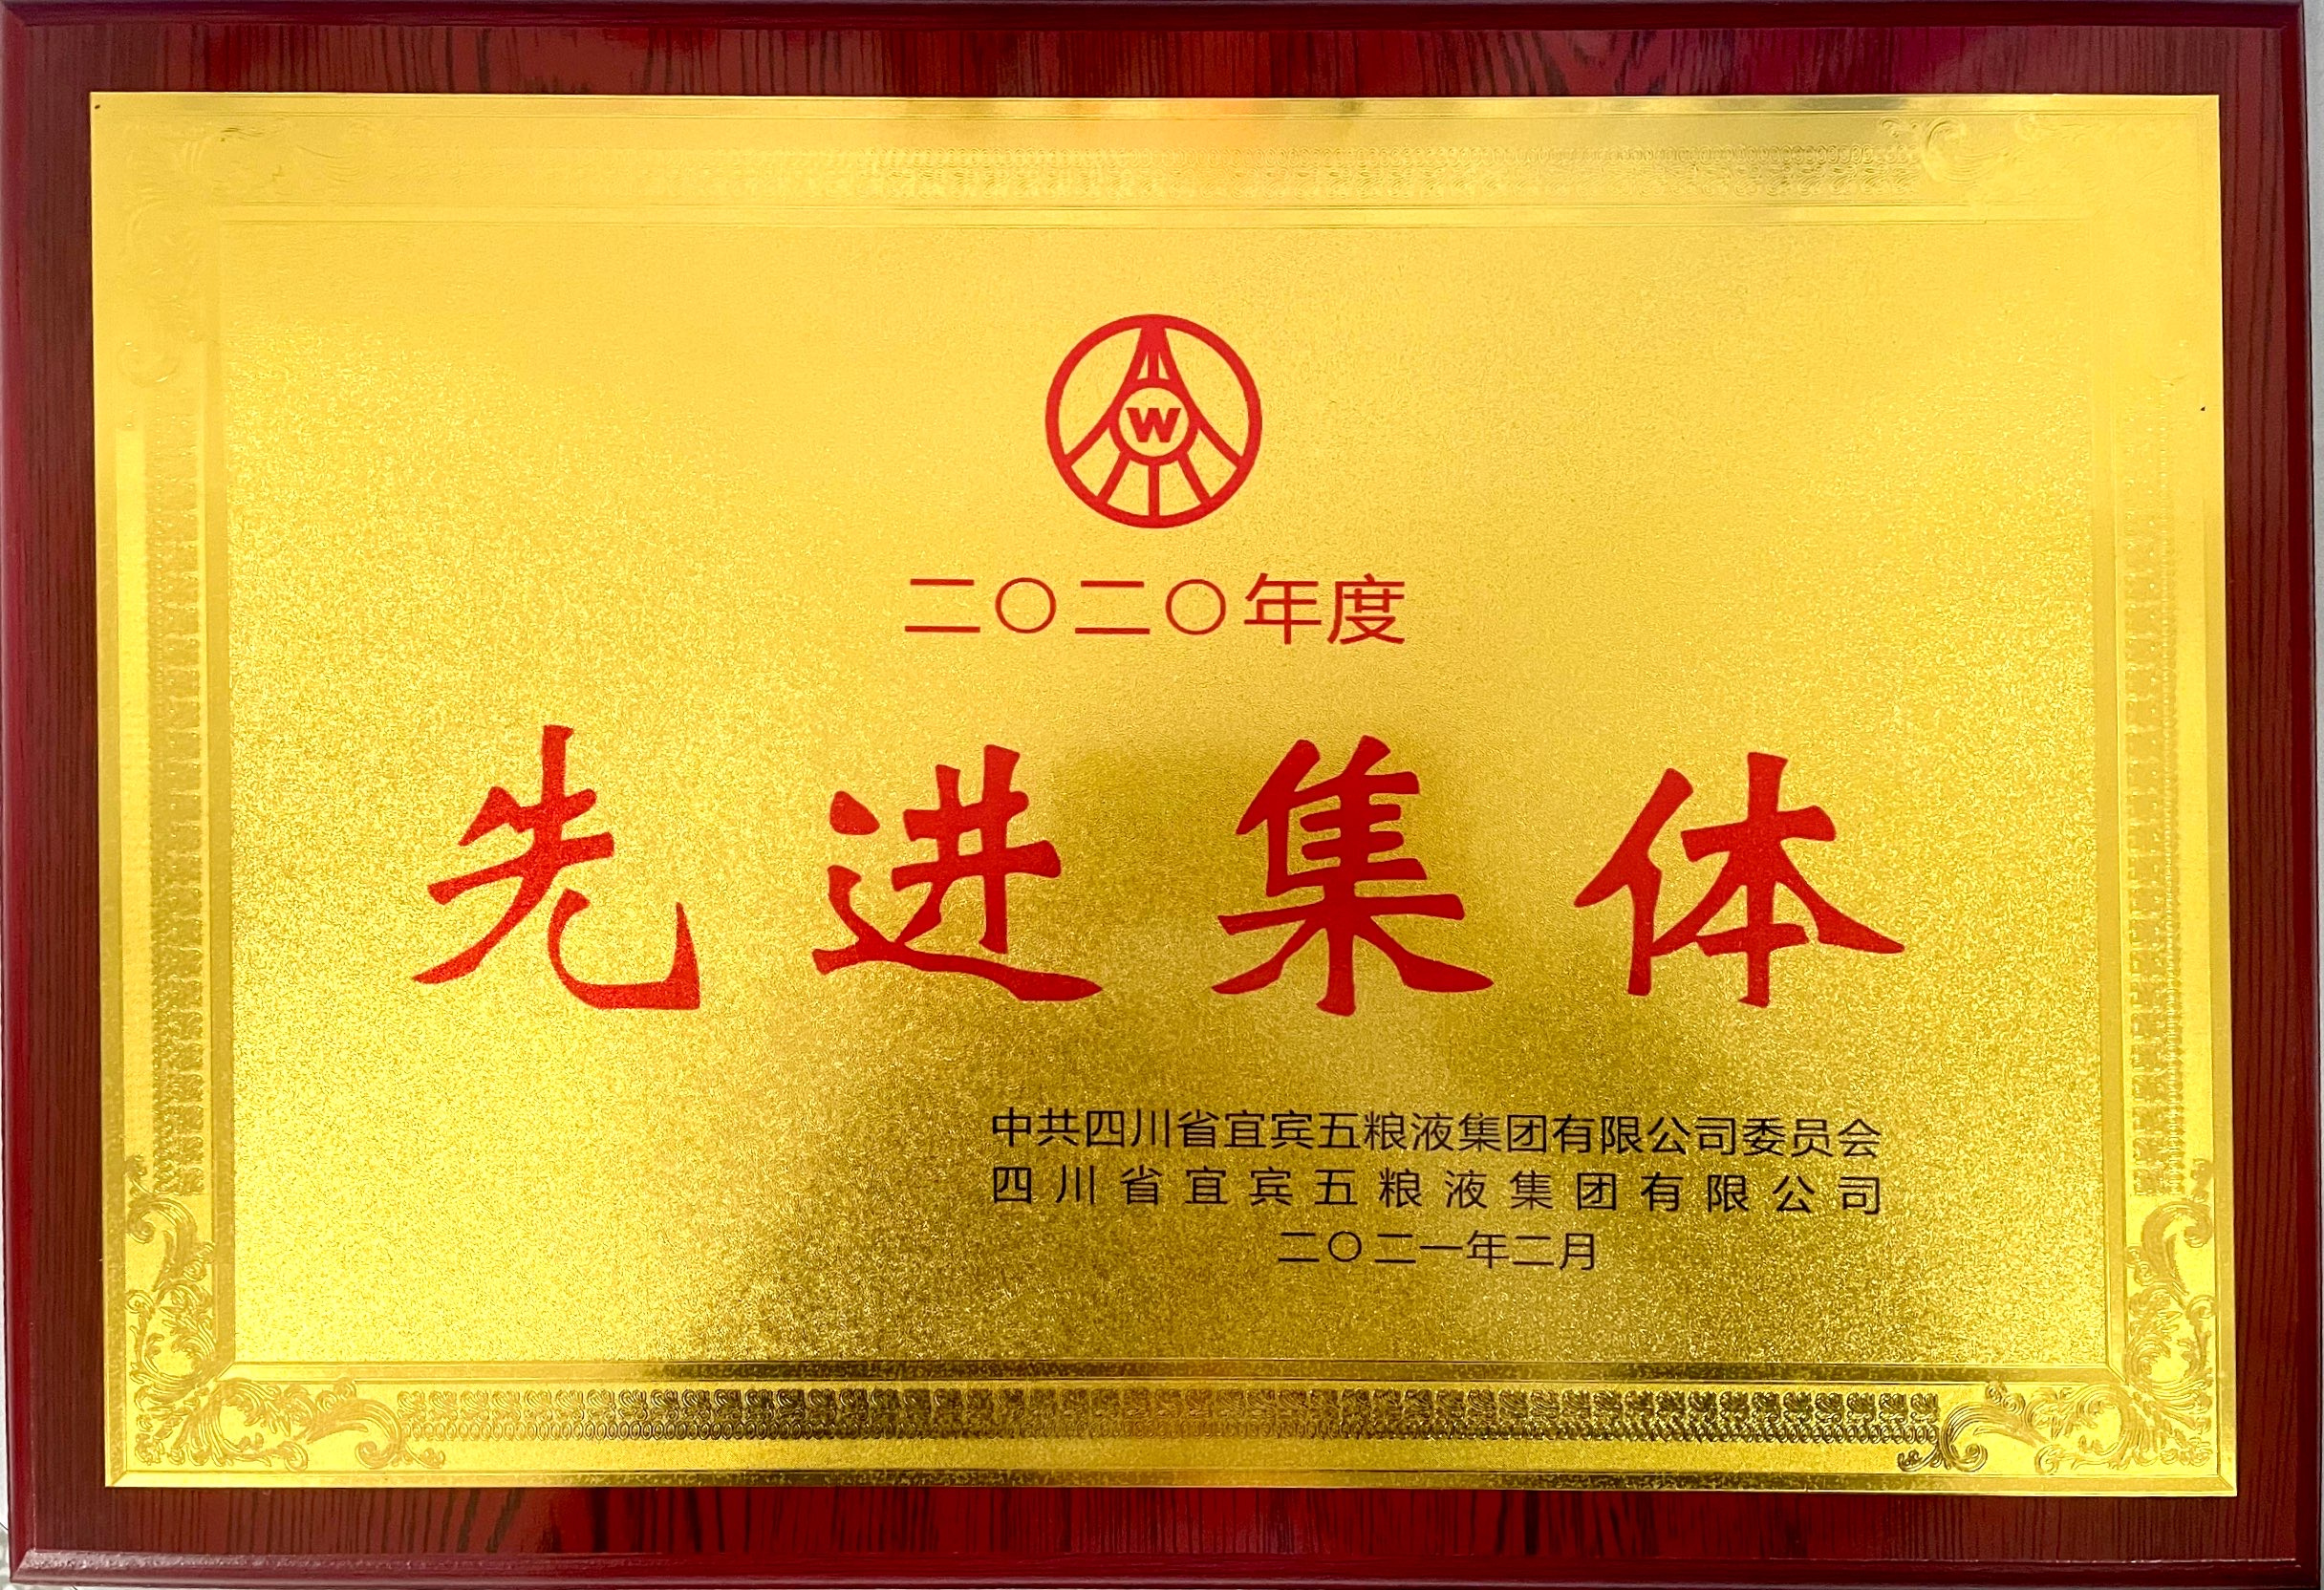 W
二〇二〇年度
先进集体
中共四川省宜宾五粮液集团有限公司委员会
四川省宜宾五粮液集团有限公司
二〇二一年二月